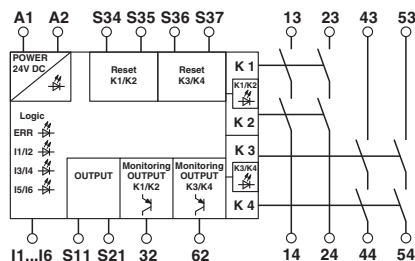 A1 A2 S34 S35 S36 S37 13 23 43 53
POWER
24V DC
Reset
K1/K2
Reset
K3/K4
K 1
K1/K2
K 2
Logic
ERR
I1/I2
I3/I4
I5/I6
OUTPUT
Monitoring
OUTPUT
K1/K2
Monitoring
OUTPUT
K3/K4
K 3
K3/K4
K 4
I1...I6 S11 S21 32 62 14 24 44 54